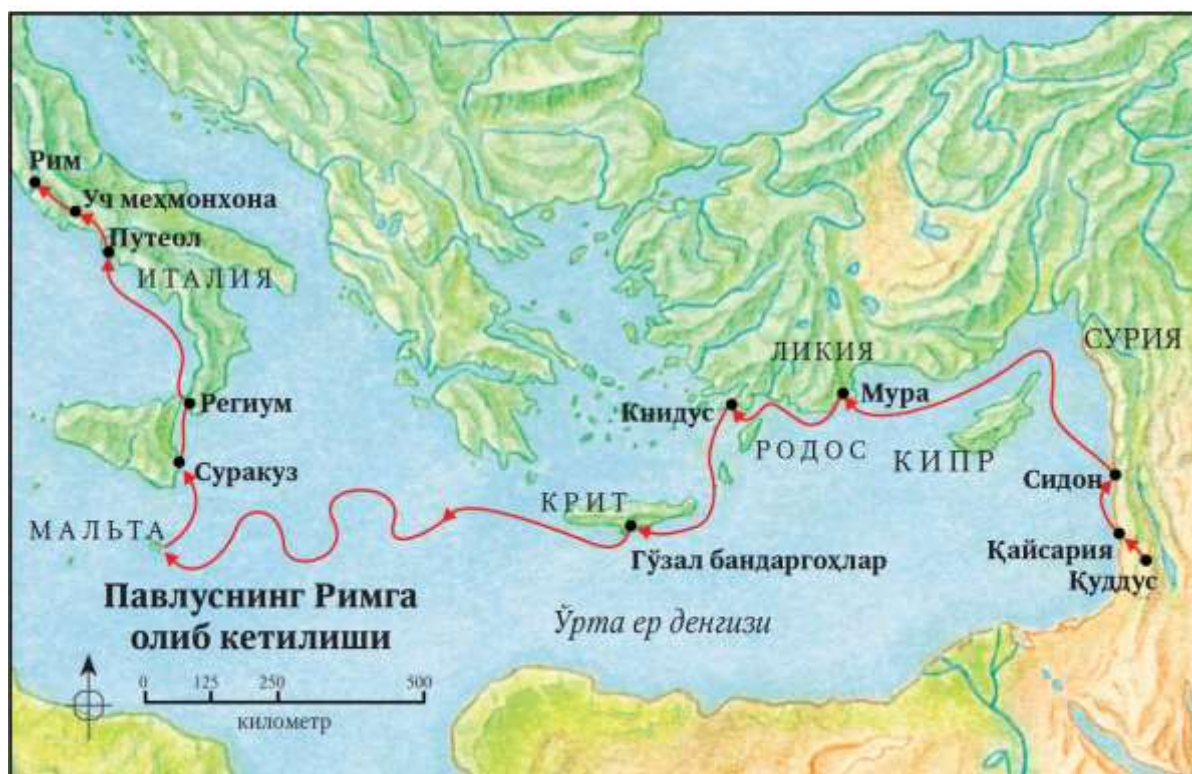 Рим
Уч меҳмонхона
Путеол
ИТАЛИЯ
СУРИЯ
ЛИКИЯ
Мура
Региум
Книдус
РОДОС
КИПР
Суракуз
Сидон
КРИТ
МАЛЬТА
Гўзал бандаргоҳлар
Қайсария
Қуддус
Павлуснинг Римга
олиб кетилиши
Ўрта ер денгизи
0 125 250 500
километр